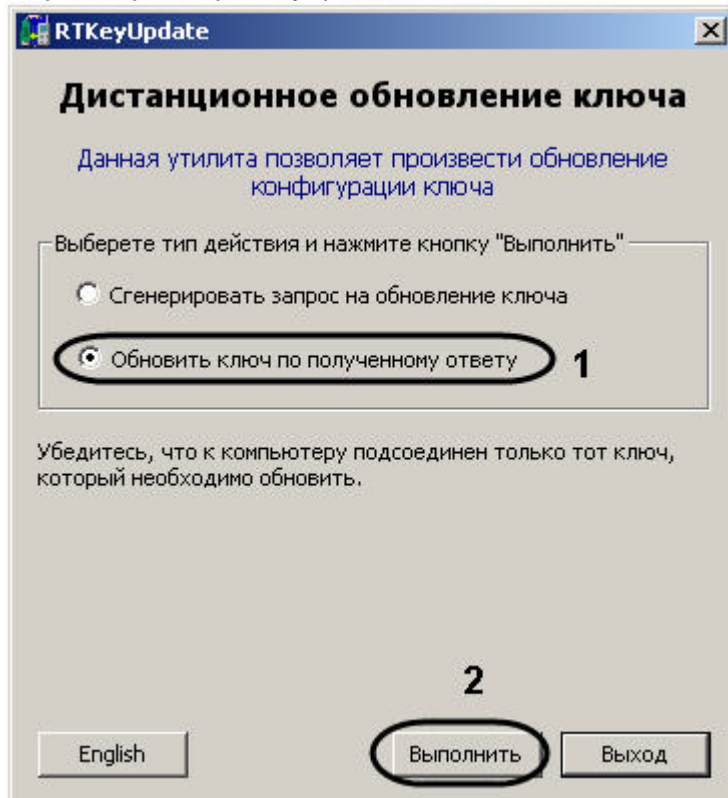 RTKeyUpdate
Дистанционное обновление ключа
Данная утилита позволяет произвести обновление
конфигурации ключа
Выберете тип действия и нажмите кнопку "Выполнить"
Сгенерировать запрос на обновление ключа
Обновить ключ по полученному ответу
1
Убедитесь, что к компьютеру подсоединен только тот ключ,
который необходимо обновить.
2
English
Выполнить
Выход